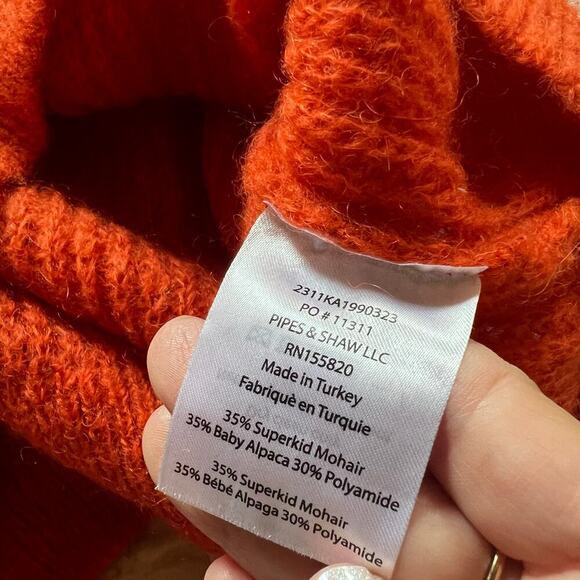 2311KA1990323
PO # 11311
PIPES & SHAW LLC
RN155820
Made in Turkey
Fabriquè en Turquie
35% Superkid Mohair
35% Baby Alpaca 30% Polyamide
35% Superkid Mohair
35% Bébé Alpaga 30% Polyamide